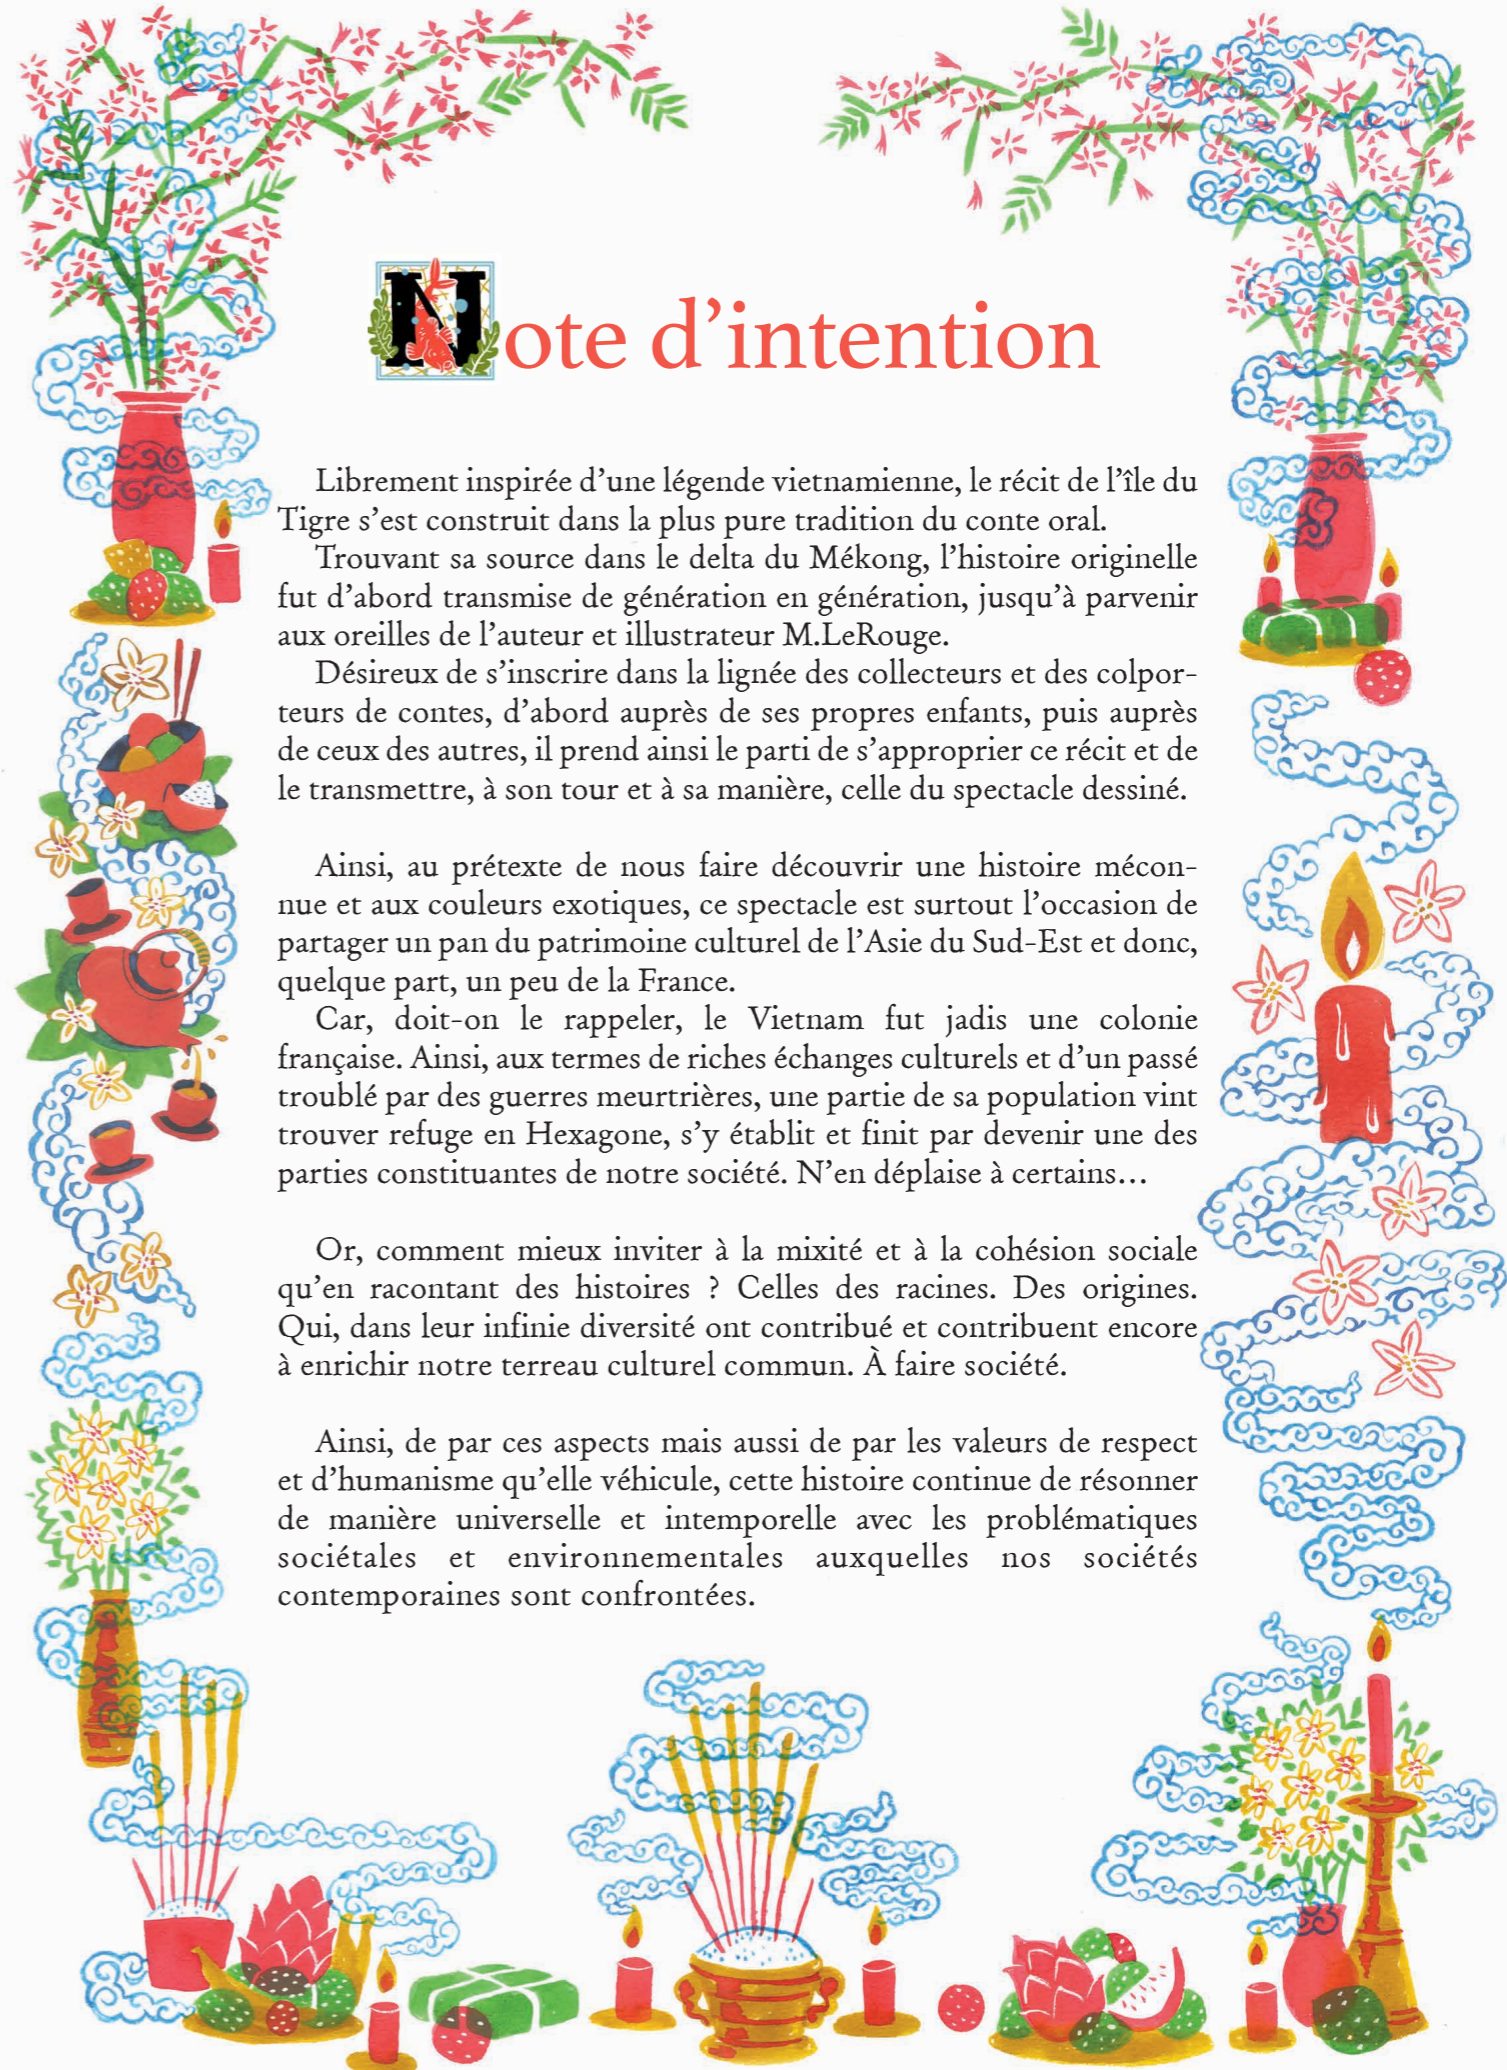 Note d’intention
Librement inspirée d’une légende vietnamienne, le récit de l’île du
Tigre s’est construit dans la plus pure tradition du conte oral.
Trouvant sa source dans le delta du Mékong, l’histoire originelle
fut d’abord transmise de génération en génération, jusqu’à parvenir
aux oreilles de l’auteur et illustrateur M.LeRouge.
Désireux de s’inscrire dans la lignée des collecteurs et des colpor-
teurs de contes, d’abord auprès de ses propres enfants, puis auprès
de ceux des autres, il prend ainsi le parti de s’approprier ce récit et de
le transmettre, à son tour et à sa manière, celle du spectacle dessiné.
Ainsi, au prétexte de nous faire découvrir une histoire mécon-
nue et aux couleurs exotiques, ce spectacle est surtout l’occasion de
partager un pan du patrimoine culturel de l’Asie du Sud-Est et donc,
quelque part, un peu de la France.
Car, doit-on le rappeler, le Vietnam fut jadis une colonie
française. Ainsi, aux termes de riches échanges culturels et d’un passé
troublé par des guerres meurtrières, une partie de sa population vint
trouver refuge en Hexagone, s’y établit et finit par devenir une des
parties constituantes de notre société. N’en déplaise à certains…
Or, comment mieux inviter à la mixité et à la cohésion sociale
qu’en racontant des histoires ? Celles des racines. Des origines.
Qui, dans leur infinie diversité ont contribué et contribuent encore
à enrichir notre terreau culturel commun. À faire société.
Ainsi, de par ces aspects mais aussi de par les valeurs de respect
et d’humanisme qu’elle véhicule, cette histoire continue de résonner
de manière universelle et intemporelle avec les problématiques
sociétales et environnementales auxquelles nos sociétés
contemporaines sont confrontées.